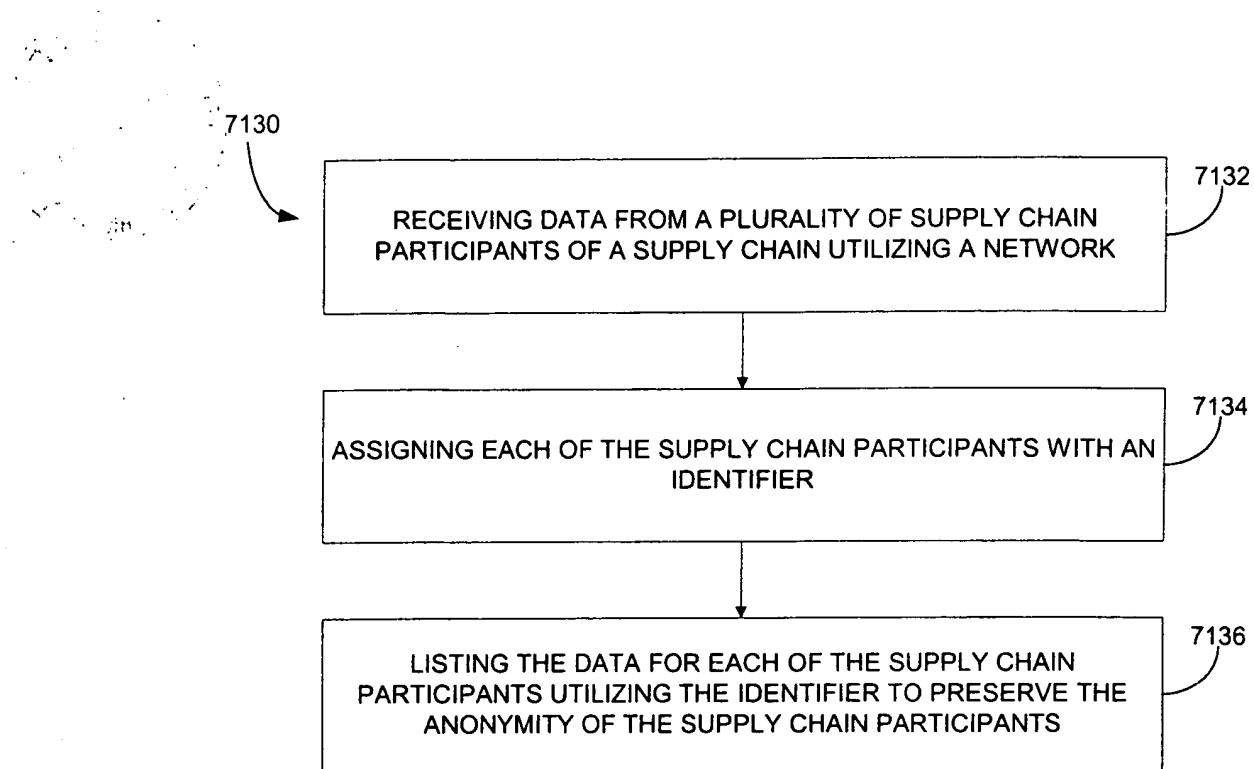 7130
7132
RECEIVING DATA FROM A PLURALITY OF SUPPLY CHAIN
PARTICIPANTS OF A SUPPLY CHAIN UTILIZING A NETWORK
7134
ASSIGNING EACH OF THE SUPPLY CHAIN PARTICIPANTS WITH AN
IDENTIFIER
7136
LISTING THE DATA FOR EACH OF THE SUPPLY CHAIN
PARTICIPANTS UTILIZING THE IDENTIFIER TO PRESERVE THE
ANONYMITY OF THE SUPPLY CHAIN PARTICIPANTS